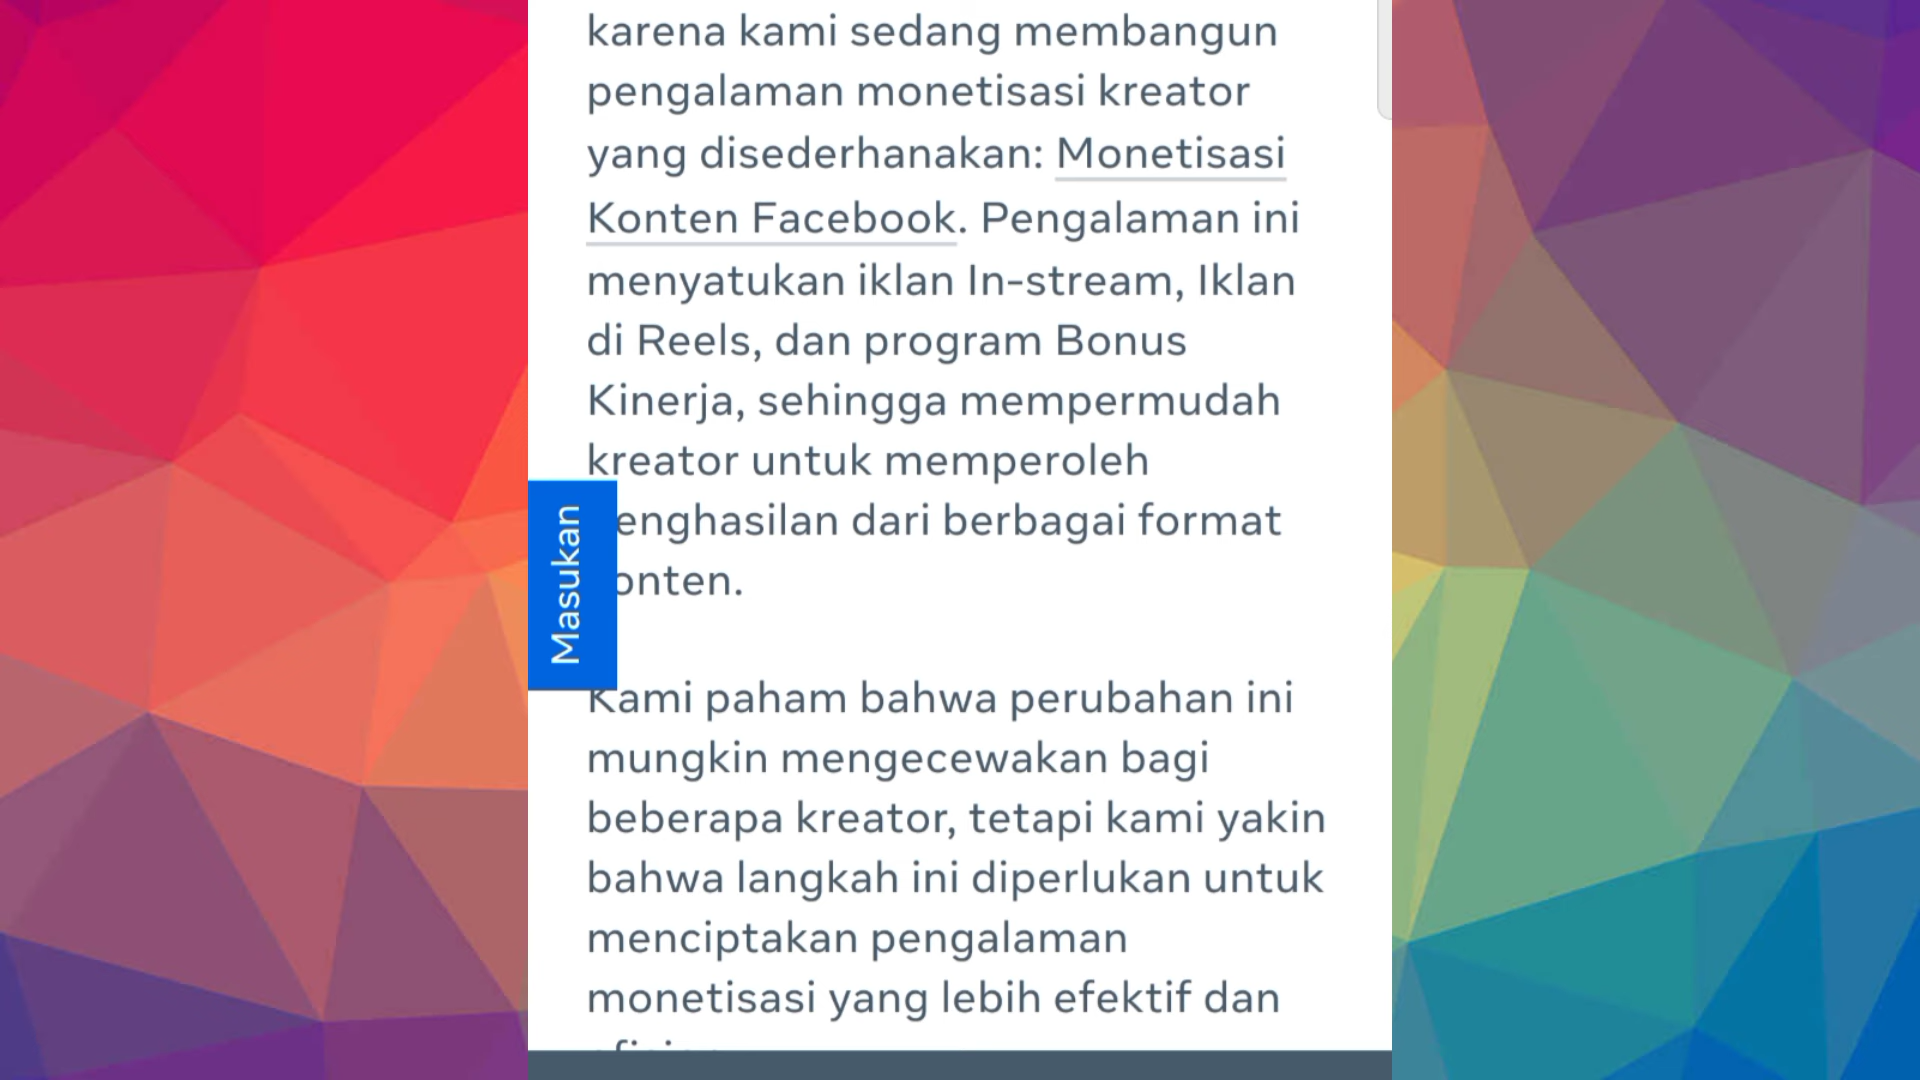 karena kami sedang membangun
pengalaman monetisasi kreator
yang disederhanakan: Monetisasi
Konten Facebook. Pengalaman ini
menyatukan iklan In-stream, Iklan
di Reels, dan program Bonus
Kinerja, sehingga mempermudah
kreator untuk memperoleh
enghasilan dari berbagai format
onten.
Masukan
Kami paham bahwa perubahan ini
mungkin mengecewakan bagi
beberapa kreator, tetapi kami yakin
bahwa langkah ini diperlukan untuk
menciptakan pengalaman
monetisasi yang lebih efektif dan